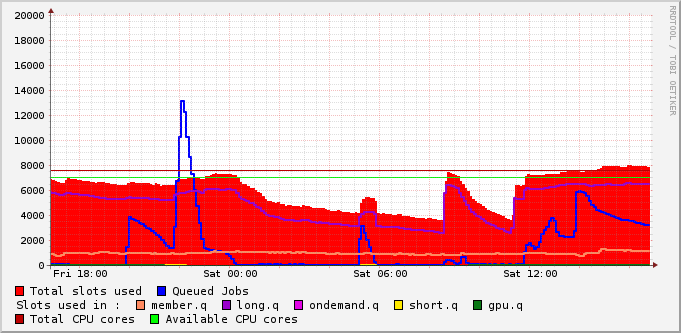 RRDTOOL / TOBI OETIKER
20000
18000
16000
14000
12000
10000
8000
6000
4000
2000
0
Fri 18:00 Sat 00:00 Sat 06:00 Sat 12:00
Total slots used Queued Jobs
Slots used in : member.q long.q ondemand.q short.q gpu.q
Total CPU cores Available CPU cores